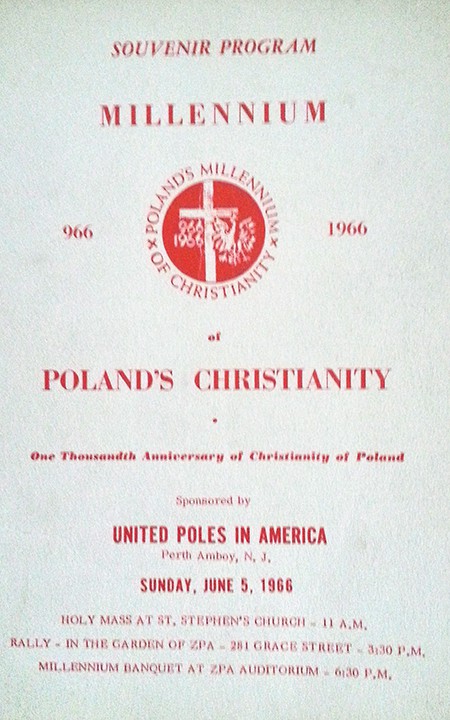 SOUVENIR PROGRAM
MILLENNIUM
POLAND'S MILLENNIUM
966
966
1966
1966
OF CHRISTIANITY
of
POLAND'S CHRISTIANITY
One Thousandth Anniversary of Christianity of Poland
Sponsored by
UNITED POLES IN AMERICA
Perth Amboy, N. J.
SUNDAY, JUNE 5, 1966
HOLY MASS AT ST. STEPHEN'S CHURCH - 11 A.M.
RALLY - IN THE GARDEN OF ZPA - 281 GRACE STREET - 3:30 P.M.
MILLENNIUM BANQUET AT ZPA AUDITORIUM - 6:30 P.M.